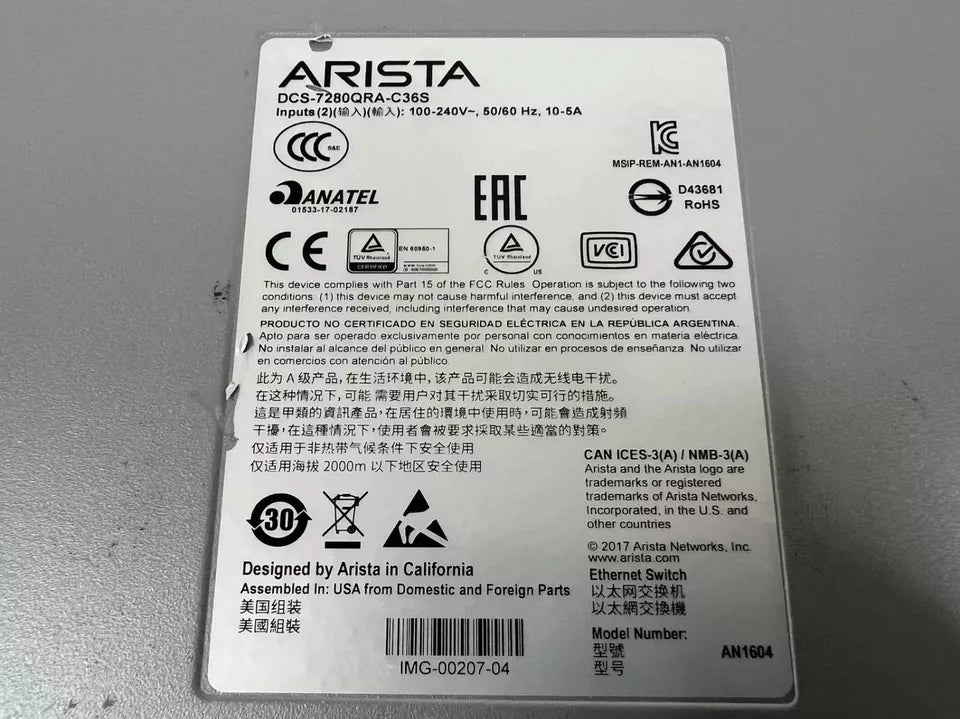 ARISTA
DCS-7280QRA-C36S
Inputs(2)(输入)(輸入): 100-240V~, 50/60 Hz, 10-5A
CCC S&E
MSIP-REM-AN1-AN1604
ANATEL
01533-17-02187
EAC
D43681
RoHS
CE
TÜV Rheinland
CERTIFIED
EN 60950-1
TÜV Rheinland
C US
VCI
This device complies with Part 15 of the FCC Rules. Operation is subject to the following two
conditions: (1) this device may not cause harmful interference, and (2) this device must accept
any interference received, including interference that may cause undesired operation.
PRODUCTO NO CERTIFICADO EN SEGURIDAD ELÉCTRICA EN LA REPÚBLICA ARGENTINA.
Apto para ser operado exclusivamente por personal con conocimientos en materia eléctrica.
No instalar al alcance del público en general. No utilizar en procesos de enseñanza. No utilizar
en comercios con atención al público.
此为 A 级产品,在生活环境中,该产品可能会造成无线电干扰。
在这种情况下,可能 需要用户对其干扰采取切实可行的措施。
這是甲類的資訊產品,在居住的環境中使用時,可能會造成射頻
干擾,在這種情況下,使用者會被要求採取某些適當的對策。
仅适用于非热带气候条件下安全使用
仅适用海拔 2000m 以下地区安全使用
CAN ICES-3(A) / NMB-3(A)
Arista and the Arista logo are
trademarks or registered
trademarks of Arista Networks,
Incorporated, in the U.S. and
other countries
30
© 2017 Arista Networks, Inc.
www.arista.com
Designed by Arista in California
Assembled In: USA from Domestic and Foreign Parts
美国组装
美國組裝
Ethernet Switch
以太网交换机
以太網交換機
IMG-00207-04
Model Number:
型號
型号
AN1604